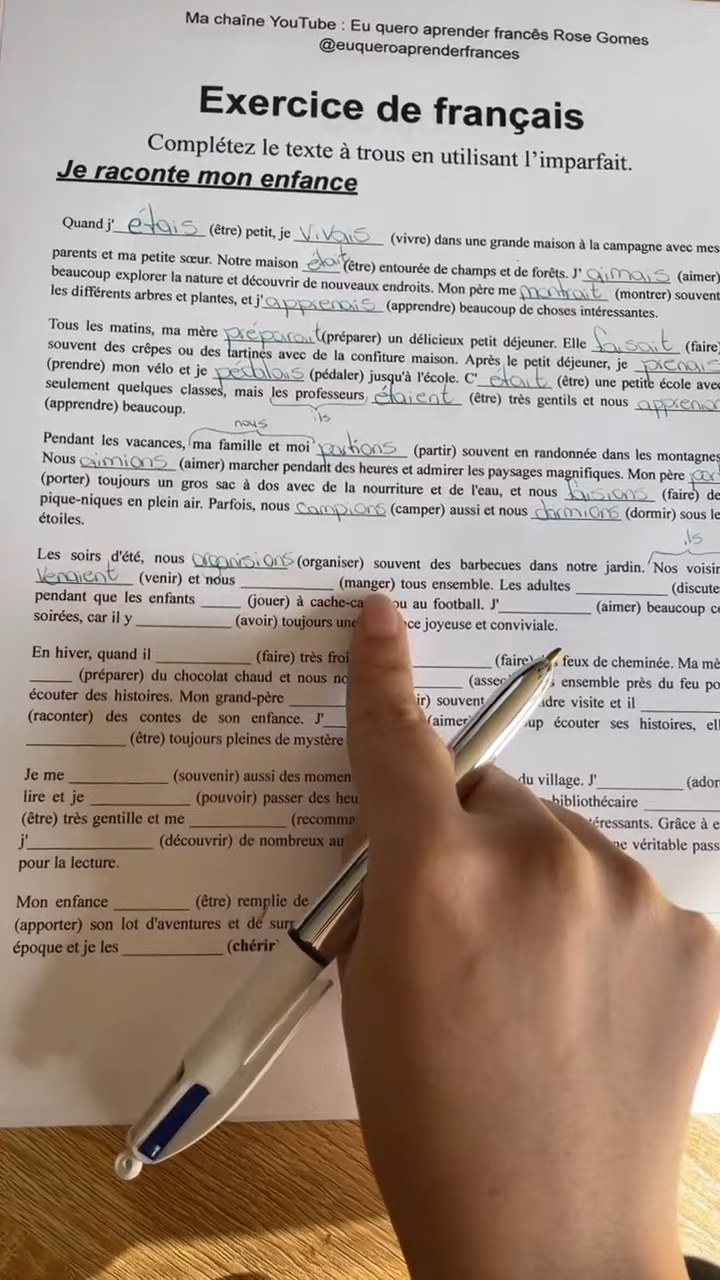 Ma chaîne YouTube : Eu quero aprender francês Rose Gomes
@euqueroaprenderfrances
Exercice de français
Complétez le texte à trous en utilisant l'imparfait.
Je raconte mon enfance
Quand j' étais (être) petit, je vivais (vivre) dans une grande maison à la campagne avec mes
parents et ma petite sœur. Notre maison était (être) entourée de champs et de forêts. J' aimais (aimer)
beaucoup explorer la nature et découvrir de nouveaux endroits. Mon père me montrait (montrer) souvent
les différents arbres et plantes, et j' apprenais (apprendre) beaucoup de choses intéressantes.
Tous les matins, ma mère préparait (préparer) un délicieux petit déjeuner. Elle faisait (faire)
souvent des crêpes ou des tartines avec de la confiture maison. Après le petit déjeuner, je prenais
(prendre) mon vélo et je pédalais (pédaler) jusqu'à l'école. C' était (être) une petite école avec
seulement quelques classes, mais les professeurs étaient (être) très gentils et nous
(apprendre) beaucoup.
nous ils
Pendant les vacances, ma famille et moi partions (partir) souvent en randonnée dans les montagnes
Nous aimions (aimer) marcher pendant des heures et admirer les paysages magnifiques. Mon père
(porter) toujours un gros sac à dos avec de la nourriture et de l'eau, et nous faisions (faire) de
pique-niques en plein air. Parfois, nous campions (camper) aussi et nous dormions (dormir) sous le
étoiles.
ils
Les soirs d'été, nous organisions (organiser) souvent des barbecues dans notre jardin. Nos voisin
venaient (venir) et nous (manger) tous ensemble. Les adultes (discute
pendant que les enfants (jouer) à cache-ca ou au football. J' (aimer) beaucoup ce
soirées, car il y (avoir) toujours une ce joyeuse et conviviale.
En hiver, quand il (faire) très froi (faire) feux de cheminée. Ma mè
(préparer) du chocolat chaud et nous no (asseo ensemble près du feu po
écouter des histoires. Mon grand-père ir) souvent dre visite et il
(raconter) des contes de son enfance. J' (aimer up écouter ses histoires, ell
(être) toujours pleines de mystère
Je me (souvenir) aussi des momen du village. J' (ador
lire et je (pouvoir) passer des heu bibliothécaire
(être) très gentille et me (recomma éressants. Grâce à e
j' (découvrir) de nombreux au ne véritable pass
pour la lecture.
Mon enfance (être) remplie de
(apporter) son lot d'aventures et de surp
époque et je les (chérir